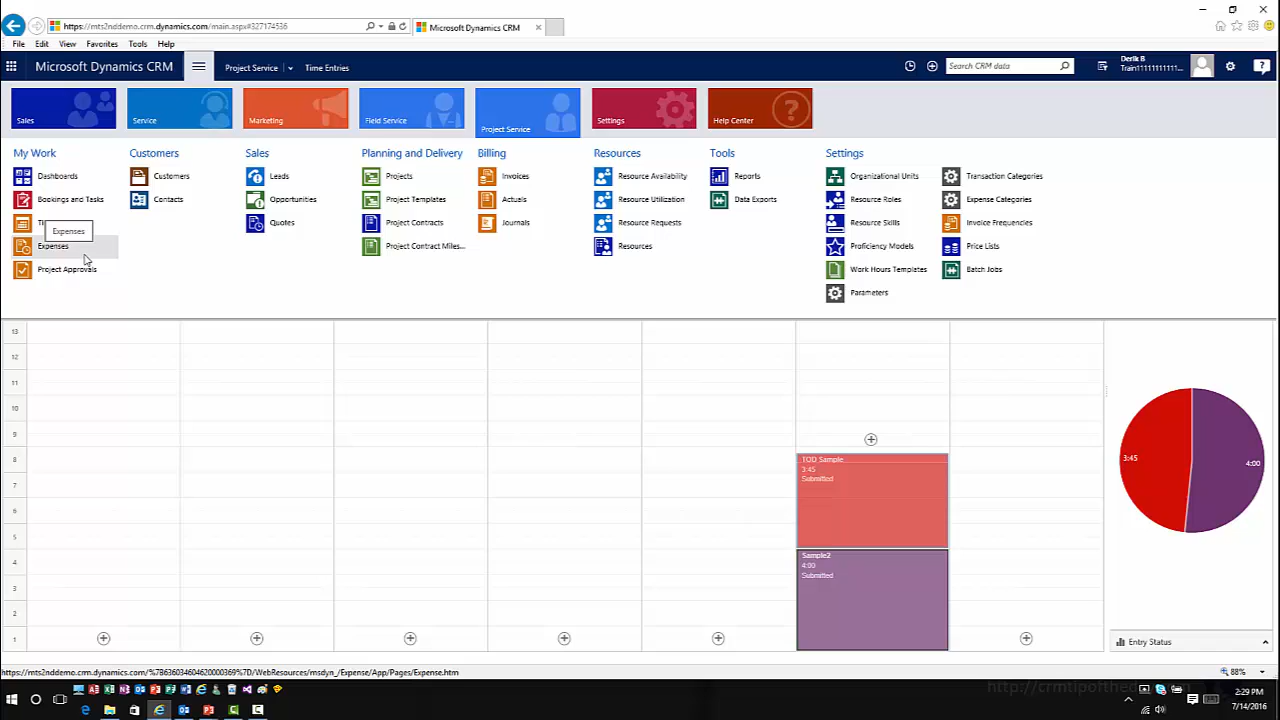 https://mts2nddemo.crm.dynamics.com/main.aspx#327174536
Microsoft Dynamics CRM
File Edit View Favorites Tools Help
Microsoft Dynamics CRM
Project Service
Time Entries
Search CRM data
Derik B
Train11111111111...
Sales
Service
Marketing
Field Service
Project Service
Settings
Help Center
My Work
Dashboards
Bookings and Tasks
Expenses
Expenses
Project Approvals
Customers
Customers
Contacts
Sales
Leads
Opportunities
Quotes
Planning and Delivery
Projects
Project Templates
Project Contracts
Project Contract Miles...
Billing
Invoices
Actuals
Journals
Resources
Resource Availability
Resource Utilization
Resource Requests
Resources
Tools
Reports
Data Exports
Settings
Organizational Units
Resource Roles
Resource Skills
Proficiency Models
Work Hours Templates
Parameters
Transaction Categories
Expense Categories
Invoice Frequencies
Price Lists
Batch Jobs
13
12
11
10
9
8
7
6
5
4
3
2
1
TOD Sample
3:45
Submitted
Sample2
4:00
Submitted
3:45
4:00
Entry Status
https://mts2nddemo.crm.dynamics.com/%7B636034604620000369%7D/WebResources/msdyn_/Expense/App/Pages/Expense.htm
88%
2:29 PM
7/14/2016